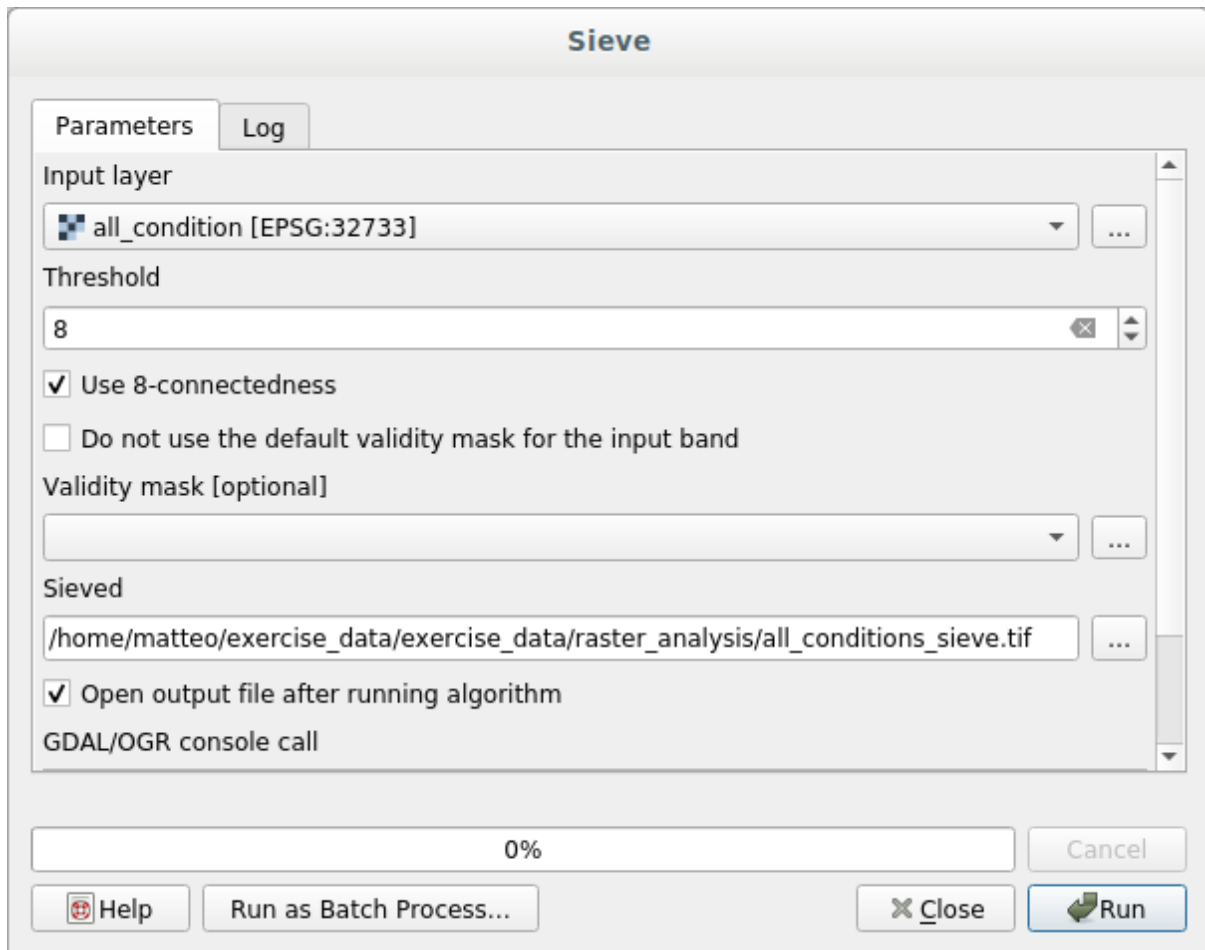 Sieve
Parameters
Log
Input layer
all_condition [EPSG:32733]
...
Threshold
8
Use 8-connectedness
Do not use the default validity mask for the input band
Validity mask [optional]
...
Sieved
/home/matteo/exercise_data/exercise_data/raster_analysis/all_conditions_sieve.tif
...
Open output file after running algorithm
GDAL/OGR console call
0%
Cancel
Help
Run as Batch Process...
Close
Run